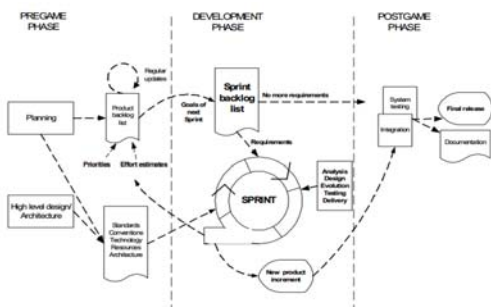 PREGAME
PHASE
DEVELOPMENT
PHASE
POSTGAME
PHASE
Regular
updates
Planning
Product
backlog
list
Goals of
next
Sprint
Sprint
backlog
list
No more requirements
System
testing
Integration
Final release
Documentation
Priorities
Effort estimates
Requirements
High level design/
Architecture
Standards
Conventions
Technology
Resources
Architecture
SPRINT
Analysis
Design
Evolution
Testing
Delivery
New product
increment